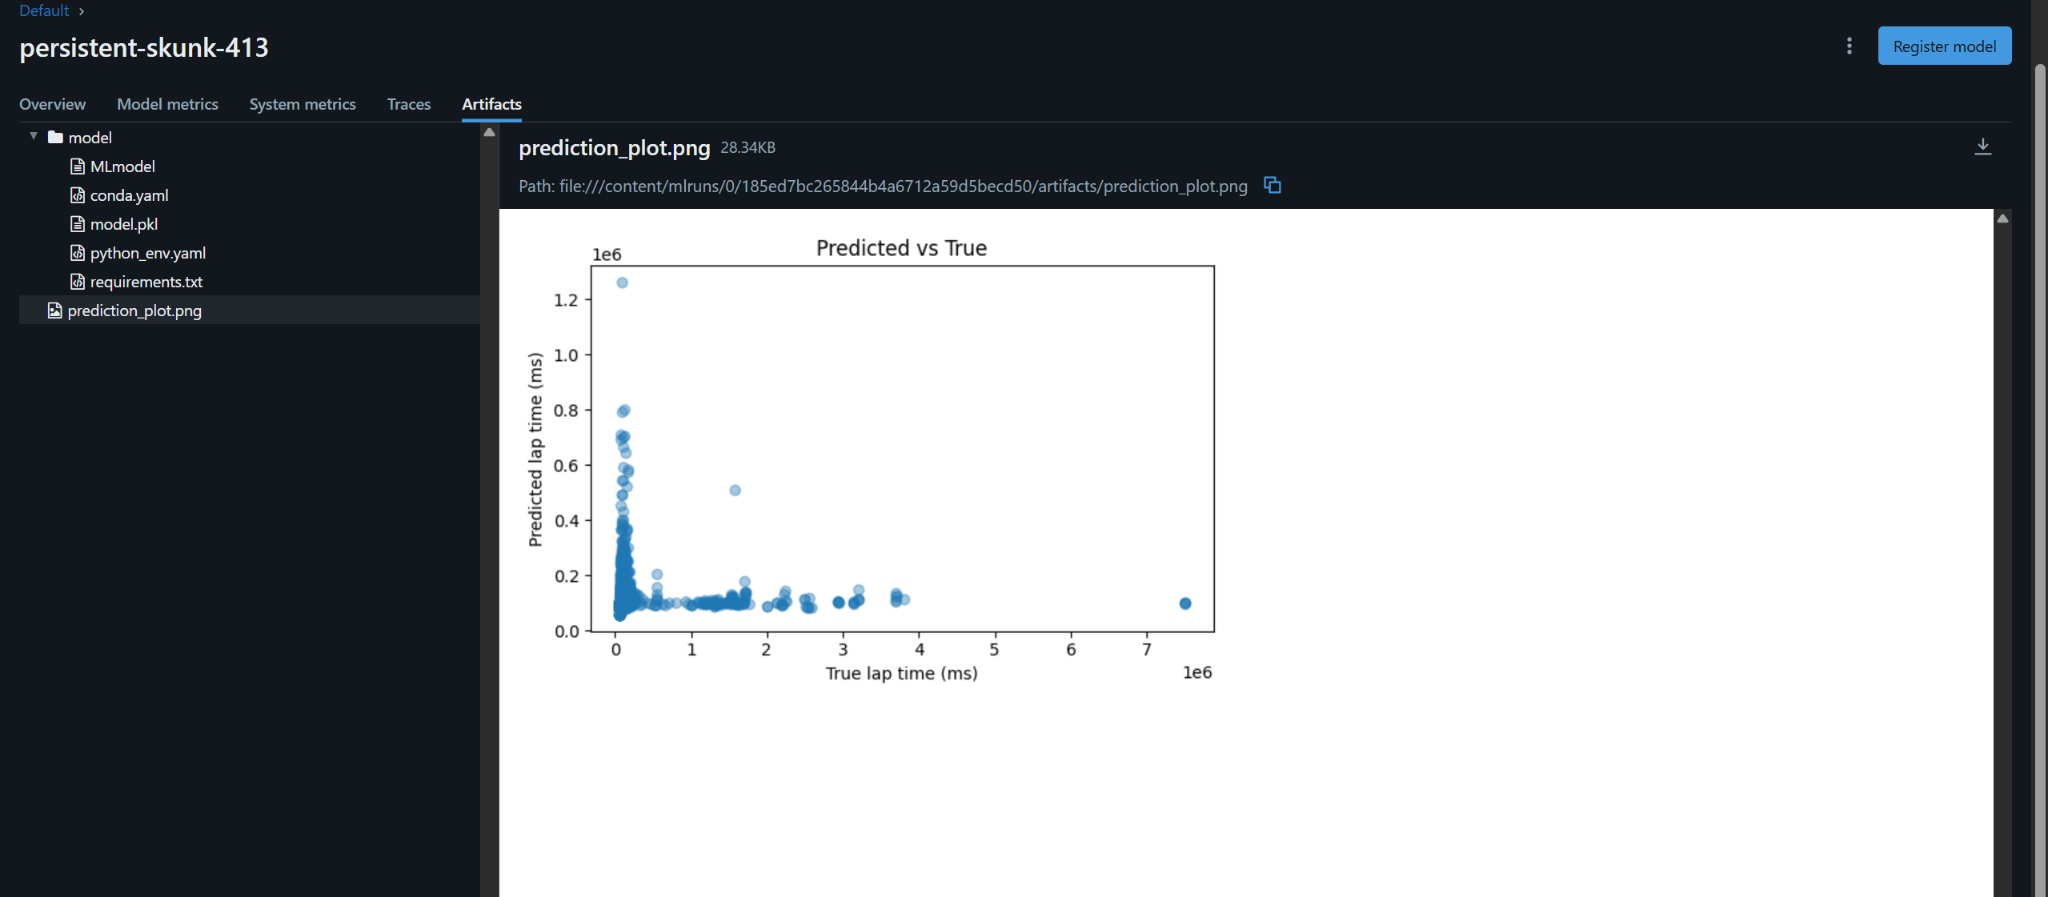 Default ›
persistent-skunk-413
Register model
Overview Model metrics System metrics Traces Artifacts
model
MLmodel
conda.yaml
model.pkl
python_env.yaml
requirements.txt
prediction_plot.png
prediction_plot.png 28.34KB
Path: file:///content/mlruns/0/185ed7bc265844b4a6712a59d5becd50/artifacts/prediction_plot.png
Predicted vs True
1e6
1.2
1.0
0.8
0.6
0.4
0.2
0.0
Predicted lap time (ms)
0 1 2 3 4 5 6 7
True lap time (ms)
1e6